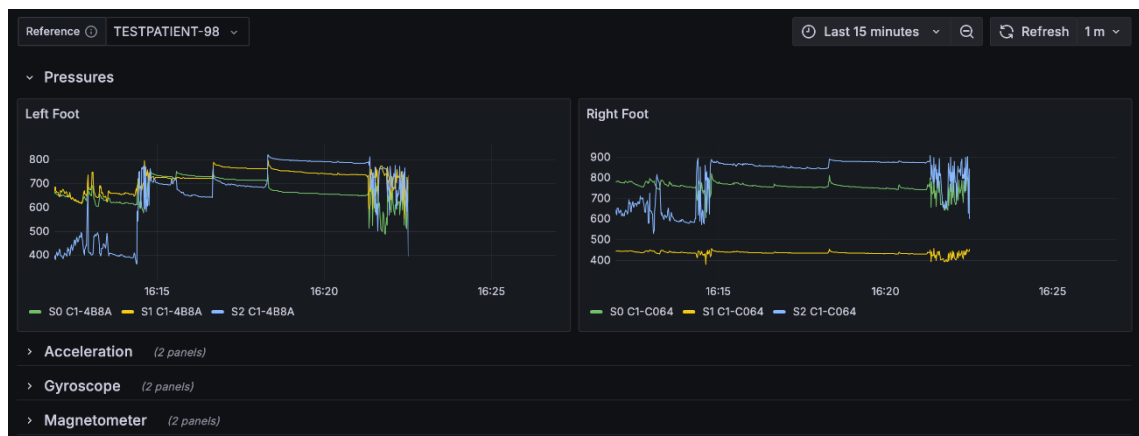 Reference TESTPATIENT-98 Last 15 minutes Refresh 1 m
Pressures
Left Foot
800
700
600
500
400
16:15 16:20 16:25
S0 C1-4B8A S1 C1-4B8A S2 C1-4B8A
Right Foot
900
800
700
600
500
400
16:15 16:20 16:25
S0 C1-C064 S1 C1-C064 S2 C1-C064
Acceleration (2 panels)
Gyroscope (2 panels)
Magnetometer (2 panels)